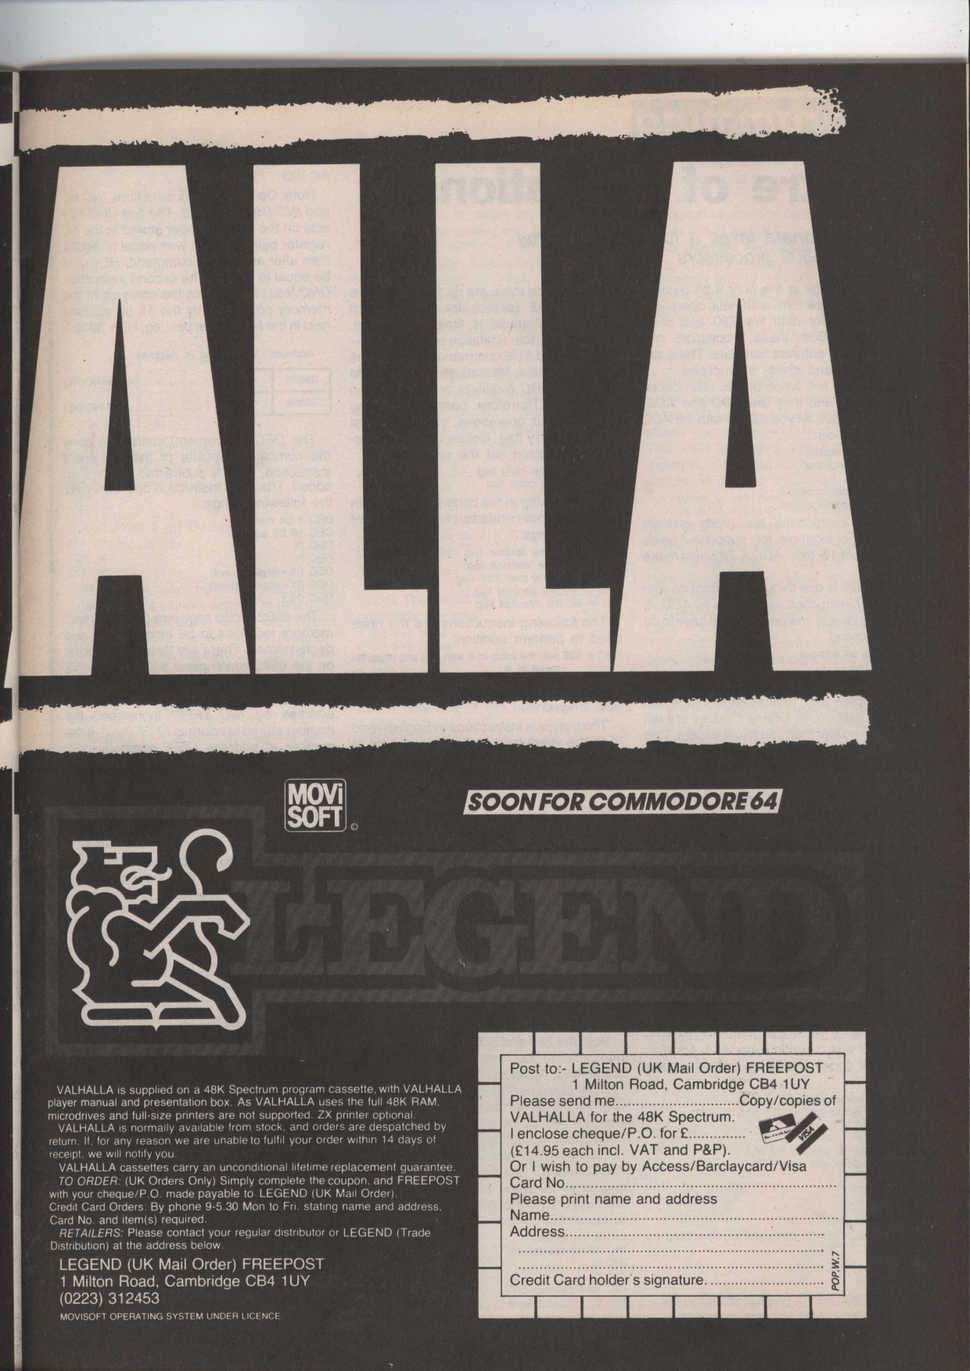 ALLA
MOVi
SOFT
©
SOON FOR COMMODORE 64
LEGEND
VALHALLA is supplied on a 48K Spectrum program cassette, with VALHALLA
player manual and presentation box. As VALHALLA uses the full 48K RAM,
microdrives and full-size printers are not supported. ZX printer optional.
VALHALLA is normally available from stock, and orders are despatched by
return. If, for any reason we are unable to fulfil your order within 14 days of
receipt, we will notify you.
VALHALLA cassettes carry an unconditional lifetime replacement guarantee.
TO ORDER: (UK Orders Only) Simply complete the coupon, and FREEPOST
with your cheque/P.O. made payable to LEGEND (UK Mail Order).
Credit Card Orders: By phone 9-5.30 Mon to Fri. stating name and address,
Card No. and item(s) required.
RETAILERS: Please contact your regular distributor or LEGEND (Trade
Distribution) at the address below.
LEGEND (UK Mail Order) FREEPOST
1 Milton Road, Cambridge CB4 1UY
(0223) 312453
MOVISOFT OPERATING SYSTEM UNDER LICENCE
Post to:- LEGEND (UK Mail Order) FREEPOST
1 Milton Road, Cambridge CB4 1UY
Please send me..............................Copy/copies of
VALHALLA for the 48K Spectrum.
I enclose cheque/P.O. for £..............
(£14.95 each incl. VAT and P&P).
Or I wish to pay by Access/Barclaycard/Visa
VISA
Card No...............................................................
Please print name and address
Name..................................................................
Address...............................................................
Credit Card holder's signature............................
POP.W.7